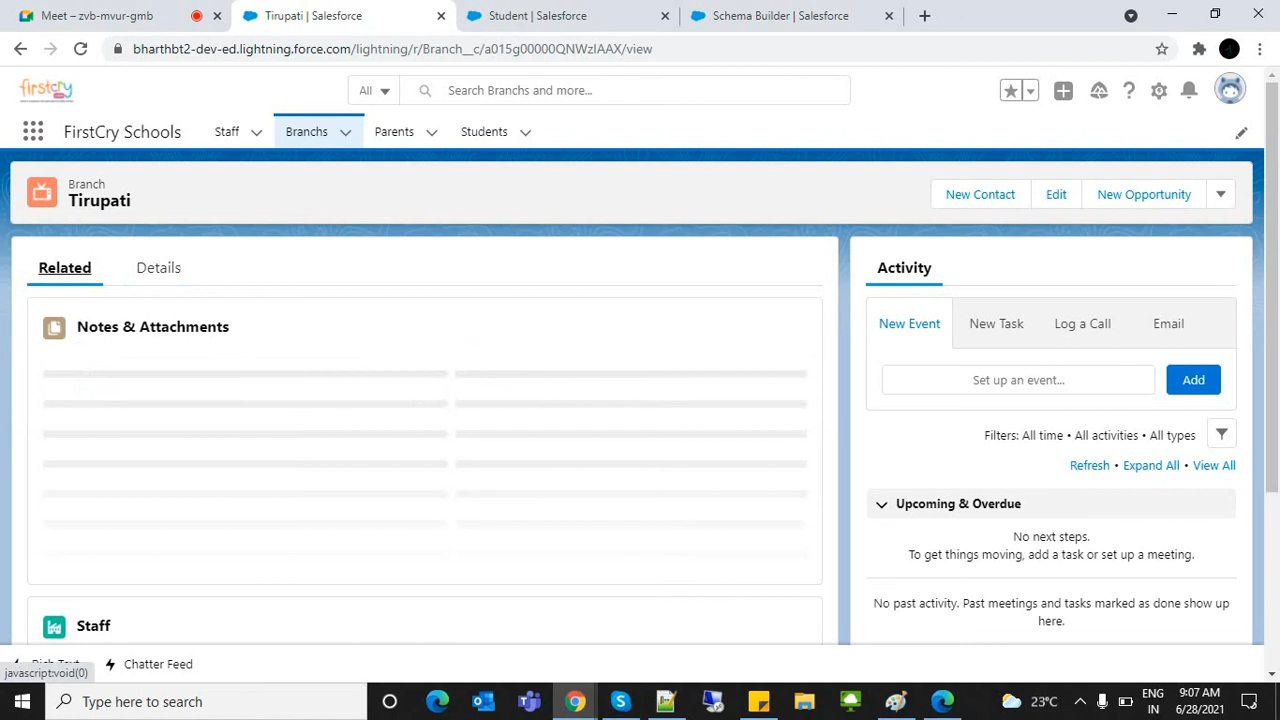 Meet – zvb-mvur-gmb
Tirupati | Salesforce
Student | Salesforce
Schema Builder | Salesforce
bharthbt2-dev-ed.lightning.force.com/lightning/r/Branch__c/a015g00000QNWzIAAX/view
firstcry
All
Search Branchs and more...
FirstCry Schools
Staff
Branchs
Parents
Students
Branch
Tirupati
New Contact
Edit
New Opportunity
Related
Details
Notes & Attachments
Staff
Activity
New Event
New Task
Log a Call
Email
Set up an event...
Add
Filters: All time • All activities • All types
Refresh • Expand All • View All
Upcoming & Overdue
No next steps.
To get things moving, add a task or set up a meeting.
No past activity. Past meetings and tasks marked as done show up
here.
Rich Text
Chatter Feed
javascript:void(0)
Type here to search
23°C
ENG
IN
9:07 AM
6/28/2021